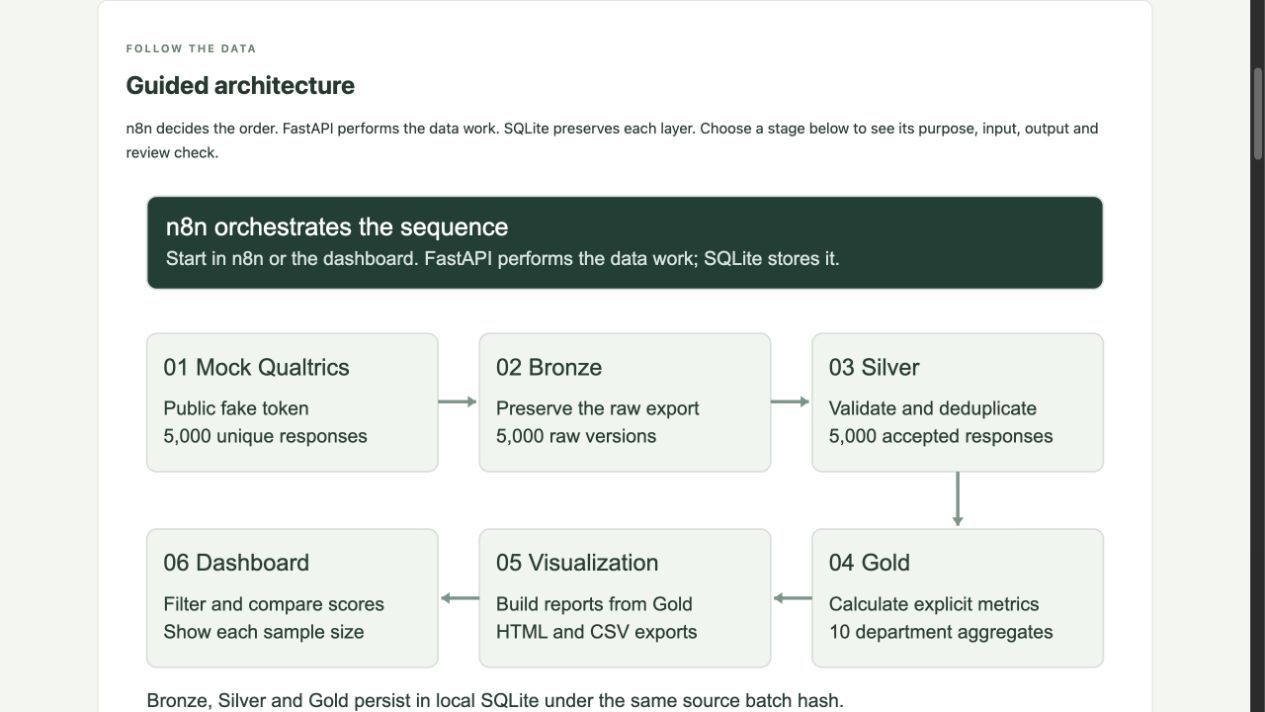 FOLLOW THE DATA
Guided architecture
n8n decides the order. FastAPI performs the data work. SQLite preserves each layer. Choose a stage below to see its purpose, input, output and
review check.
n8n orchestrates the sequence
Start in n8n or the dashboard. FastAPI performs the data work; SQLite stores it.
01 Mock Qualtrics
Public fake token
5,000 unique responses
02 Bronze
Preserve the raw export
5,000 raw versions
03 Silver
Validate and deduplicate
5,000 accepted responses
06 Dashboard
Filter and compare scores
Show each sample size
05 Visualization
Build reports from Gold
HTML and CSV exports
04 Gold
Calculate explicit metrics
10 department aggregates
Bronze, Silver and Gold persist in local SQLite under the same source batch hash.